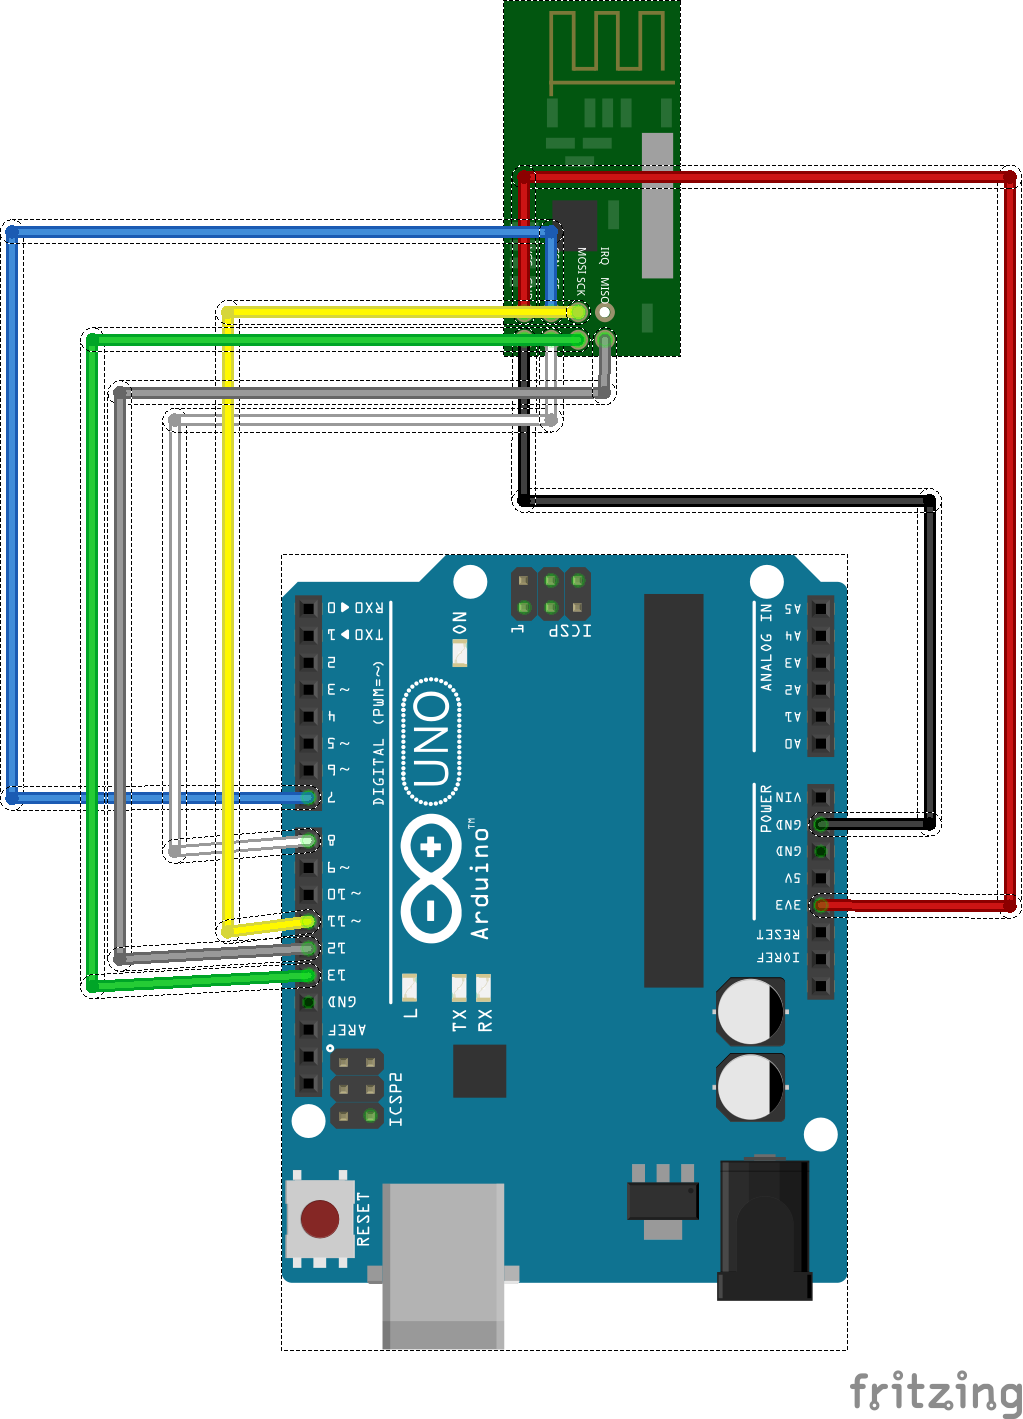 MOSI SCK
IRQ
MISO
RX0 ◀ 0
TX0 ▶ 1
2
~ 3
4
~ 5
~ 6
7
8
~ 9
~ 10
~ 11
12
13
GND
AREF
DIGITAL (PWM=~)
ON
1
ICSP
UNO
Arduino™
L
TX
RX
ICSP2
RESET
ANALOG IN
A5
A4
A3
A2
A1
A0
POWER
VIN
GND
GND
5V
3V3
RESET
IOREF
fritzing